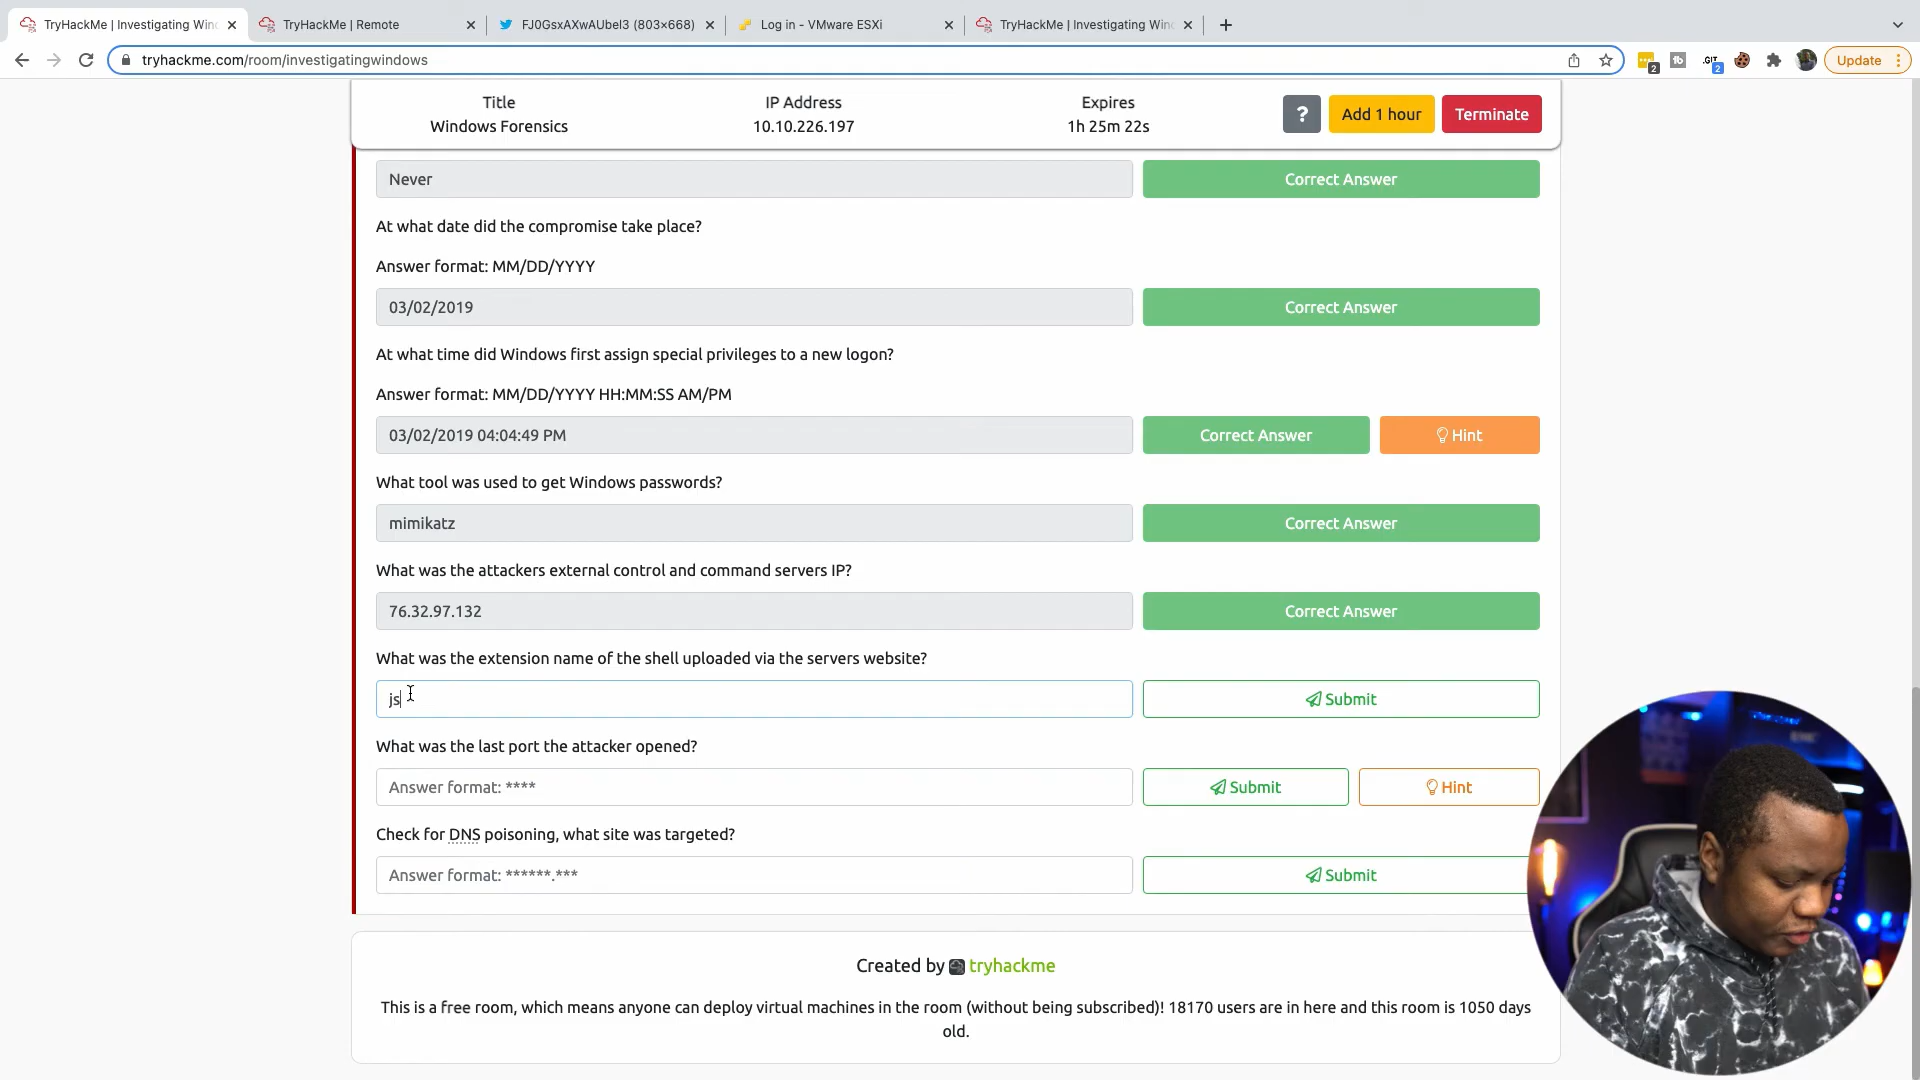 TryHackMe | Investigating Winc
TryHackMe | Remote
FJ0GsxAXwAUbel3 (803×668)
Log in - VMware ESXi
TryHackMe | Investigating Winc
tryhackme.com/room/investigatingwindows
2
.GIT
2
Update
Title
Windows Forensics
IP Address
10.10.226.197
Expires
1h 25m 22s
?
Add 1 hour
Terminate
Never
Correct Answer
At what date did the compromise take place?
Answer format: MM/DD/YYYY
03/02/2019
Correct Answer
At what time did Windows first assign special privileges to a new logon?
Answer format: MM/DD/YYYY HH:MM:SS AM/PM
03/02/2019 04:04:49 PM
Correct Answer
Hint
What tool was used to get Windows passwords?
mimikatz
Correct Answer
What was the attackers external control and command servers IP?
76.32.97.132
Correct Answer
What was the extension name of the shell uploaded via the servers website?
js
Submit
What was the last port the attacker opened?
Answer format: ****
Submit
Hint
Check for DNS poisoning, what site was targeted?
Answer format: ******.***
Submit
Created by tryhackme
This is a free room, which means anyone can deploy virtual machines in the room (without being subscribed)! 18170 users are in here and this room is 1050 days
old.